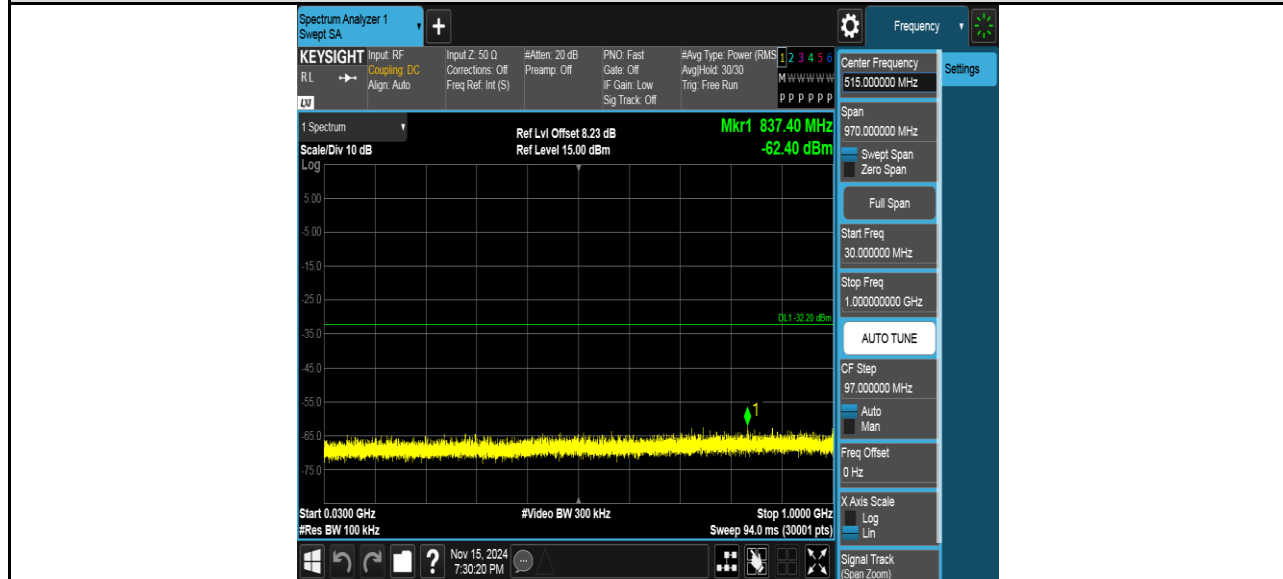 Spectrum Analyzer 1
Swept SA
+
Frequency
KEYSIGHT
RL
LXI
Input: RF
Coupling: DC
Align: Auto
Input Z: 50 Ω
Corrections: Off
Freq Ref: Int (S)
#Atten: 20 dB
Preamp: Off
PNO: Fast
Gate: Off
IF Gain: Low
Sig Track: Off
#Avg Type: Power (RMS
Avg|Hold: 30/30
Trig: Free Run
1 2 3 4 5 6
M W W W W W
P P P P P P
1 Spectrum
Scale/Div 10 dB
Log
Ref Lvl Offset 8.23 dB
Ref Level 15.00 dBm
Mkr1 837.40 MHz
-62.40 dBm
5.00
-5.00
-15.0
-25.0
DL1 -32.20 dBm
-35.0
-45.0
-55.0
1
-65.0
-75.0
Start 0.0300 GHz
#Res BW 100 kHz
#Video BW 300 kHz
Stop 1.0000 GHz
Sweep 94.0 ms (30001 pts)
?
Nov 15, 2024
7:30:20 PM
Center Frequency
515.000000 MHz
Settings
Span
970.000000 MHz
Swept Span
Zero Span
Full Span
Start Freq
30.000000 MHz
Stop Freq
1.000000000 GHz
AUTO TUNE
CF Step
97.000000 MHz
Auto
Man
Freq Offset
0 Hz
X Axis Scale
Log
Lin
Signal Track
(Span Zoom)